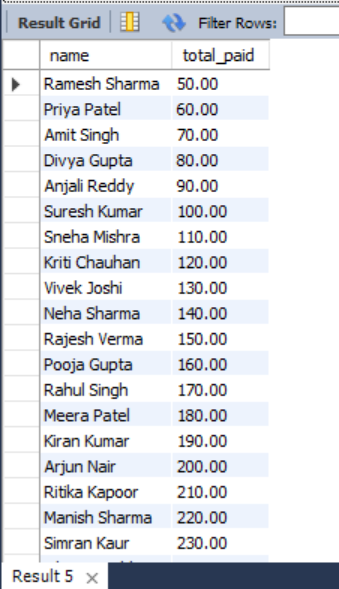 Result Grid Filter Rows:
name total_paid
Ramesh Sharma 50.00
Priya Patel 60.00
Amit Singh 70.00
Divya Gupta 80.00
Anjali Reddy 90.00
Suresh Kumar 100.00
Sneha Mishra 110.00
Kriti Chauhan 120.00
Vivek Joshi 130.00
Neha Sharma 140.00
Rajesh Verma 150.00
Pooja Gupta 160.00
Rahul Singh 170.00
Meera Patel 180.00
Kiran Kumar 190.00
Arjun Nair 200.00
Ritika Kapoor 210.00
Manish Sharma 220.00
Simran Kaur 230.00
Result 5